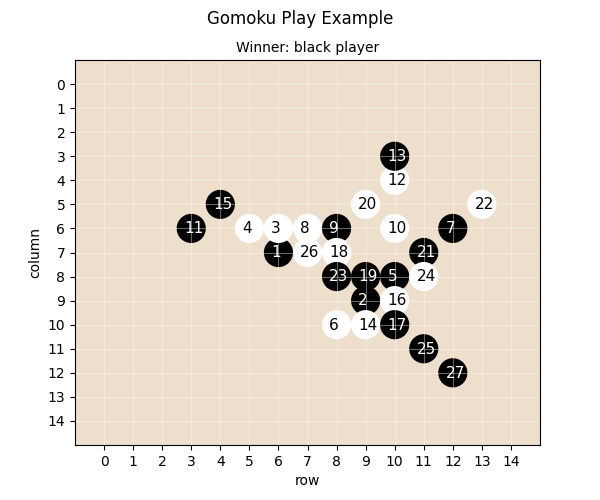 Gomoku Play Example
Winner: black player
0
1
2
3 13
4 12
5 15 20 22
6 11 4 3 8 9 10 7
column
7 1 26 18 21
8 23 19 5 24
9 2 16
10 6 14 17
11 25
12 27
13
14
0 1 2 3 4 5 6 7 8 9 10 11 12 13 14
row